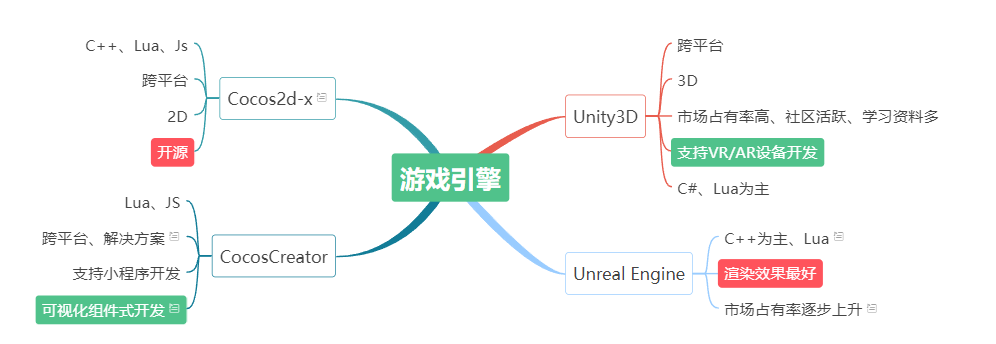 游戏引擎
Cocos2d-x
C++、Lua、Js
跨平台
2D
开源
CocosCreator
Lua、JS
跨平台、解决方案
支持小程序开发
可视化组件式开发
Unity3D
跨平台
3D
市场占有率高、社区活跃、学习资料多
支持VR/AR设备开发
C#、Lua为主
Unreal Engine
C++为主、Lua
渲染效果最好
市场占有率逐步上升